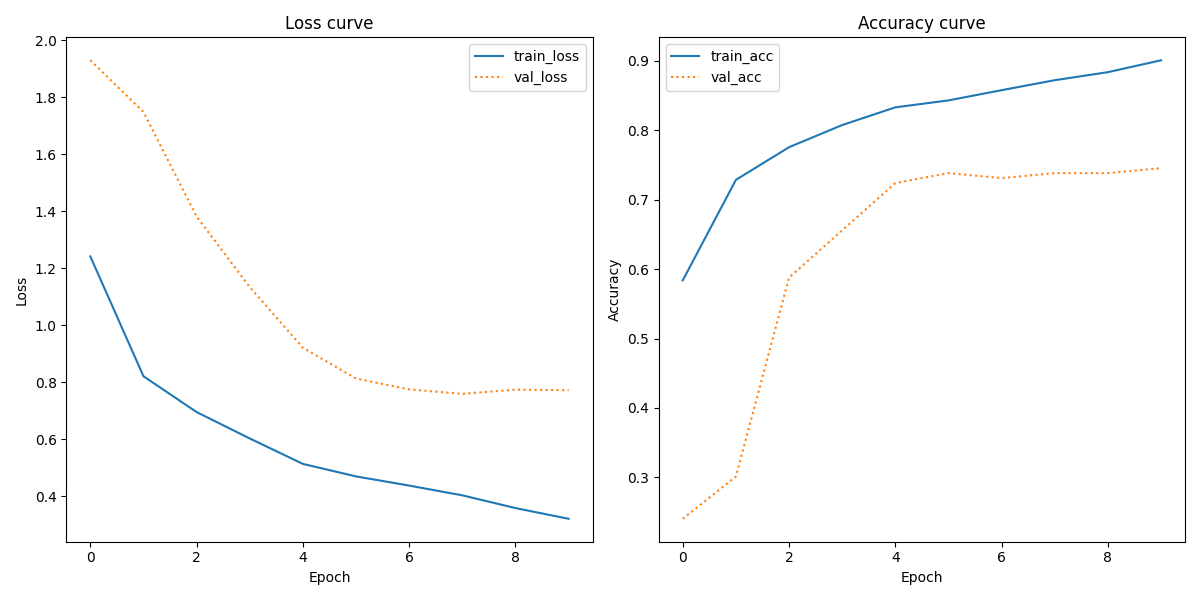 Loss curve
2.0
1.8
1.6
1.4
1.2
1.0
0.8
0.6
0.4
Loss
train_loss
val_loss
0 2 4 6 8
Epoch
Accuracy curve
0.9
0.8
0.7
0.6
0.5
0.4
0.3
Accuracy
train_acc
val_acc
0 2 4 6 8
Epoch